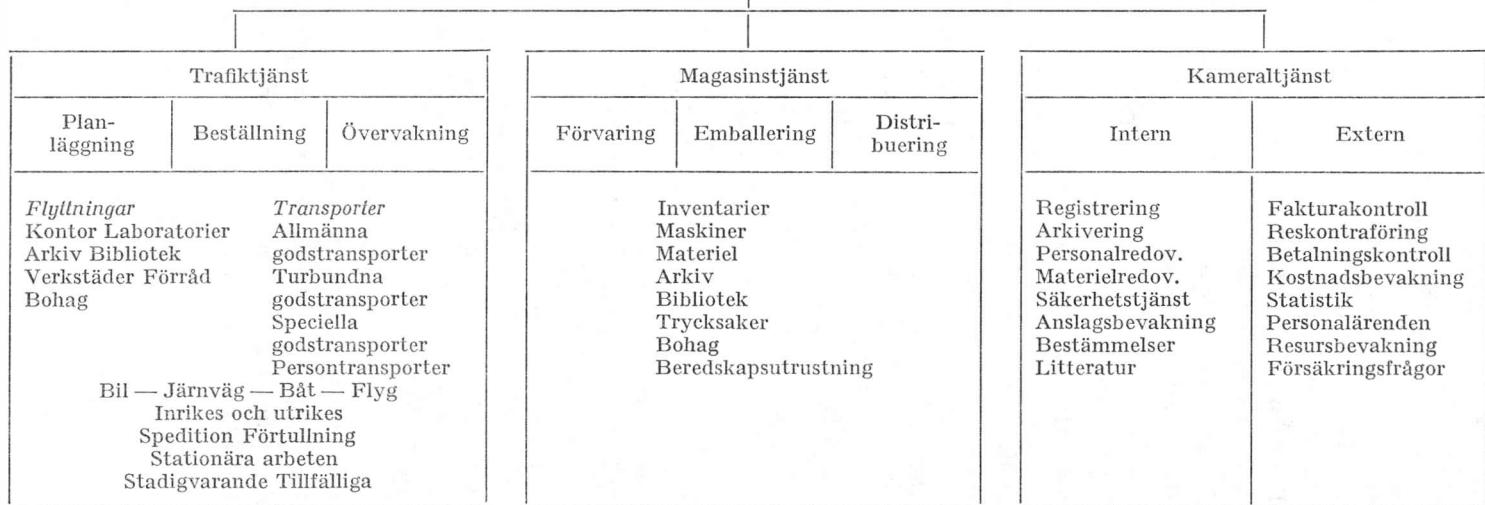 Trafiktjänst
Plan-
läggning
Beställning
Övervakning
Flyttningar
Kontor Laboratorier
Arkiv Bibliotek
Verkstäder Förråd
Bohag
Transporter
Allmänna
godstransporter
Turbundna
godstransporter
Speciella
godstransporter
Persontransporter
Bil — Järnväg — Båt — Flyg
Inrikes och utrikes
Spedition Förtullning
Stationära arbeten
Stadigvarande Tillfälliga
Magasinstjänst
Förvaring
Emballering
Distri-
buering
Inventarier
Maskiner
Materiel
Arkiv
Bibliotek
Trycksaker
Bohag
Beredskapsutrustning
Kameraltjänst
Intern
Extern
Registrering
Arkivering
Personalredov.
Materielredov.
Säkerhetstjänst
Anslagsbevakning
Bestämmelser
Litteratur
Fakturakontroll
Reskontraföring
Betalningskontroll
Kostnadsbevakning
Statistik
Personalärenden
Resursbevakning
Försäkringsfrågor